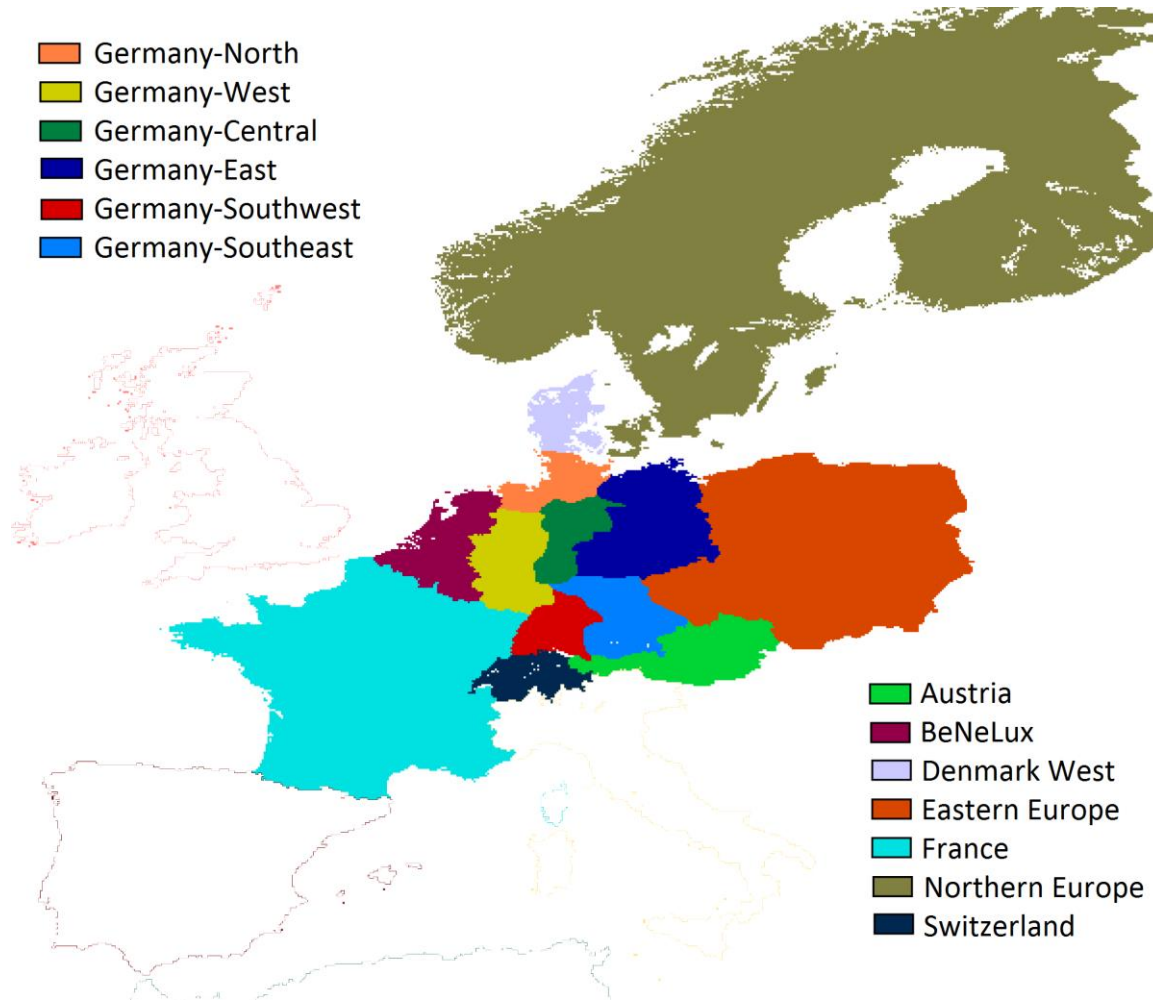 Germany-North
Germany-West
Germany-Central
Germany-East
Germany-Southwest
Germany-Southeast
Austria
BeNeLux
Denmark West
Eastern Europe
France
Northern Europe
Switzerland